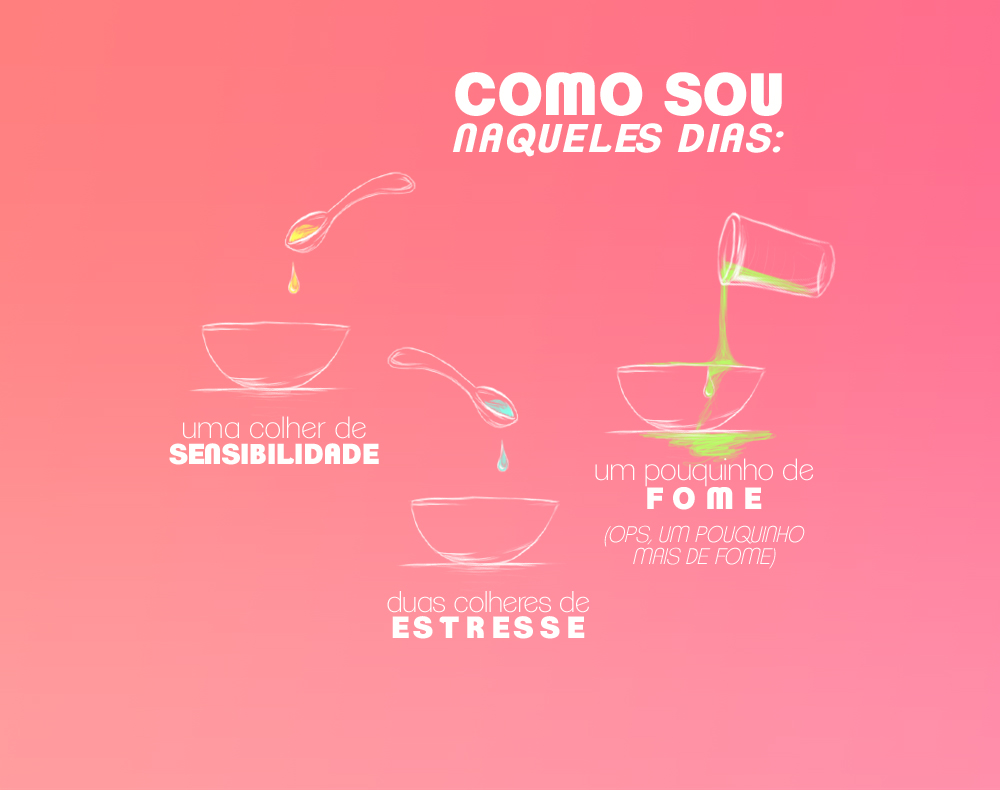 COMO SOU
NAQUELES DIAS:
uma colher de
SENSIBILIDADE
duas colheres de
ESTRESSE
um pouquinho de
FOME
(OPS, UM POUQUINHO
MAIS DE FOME)